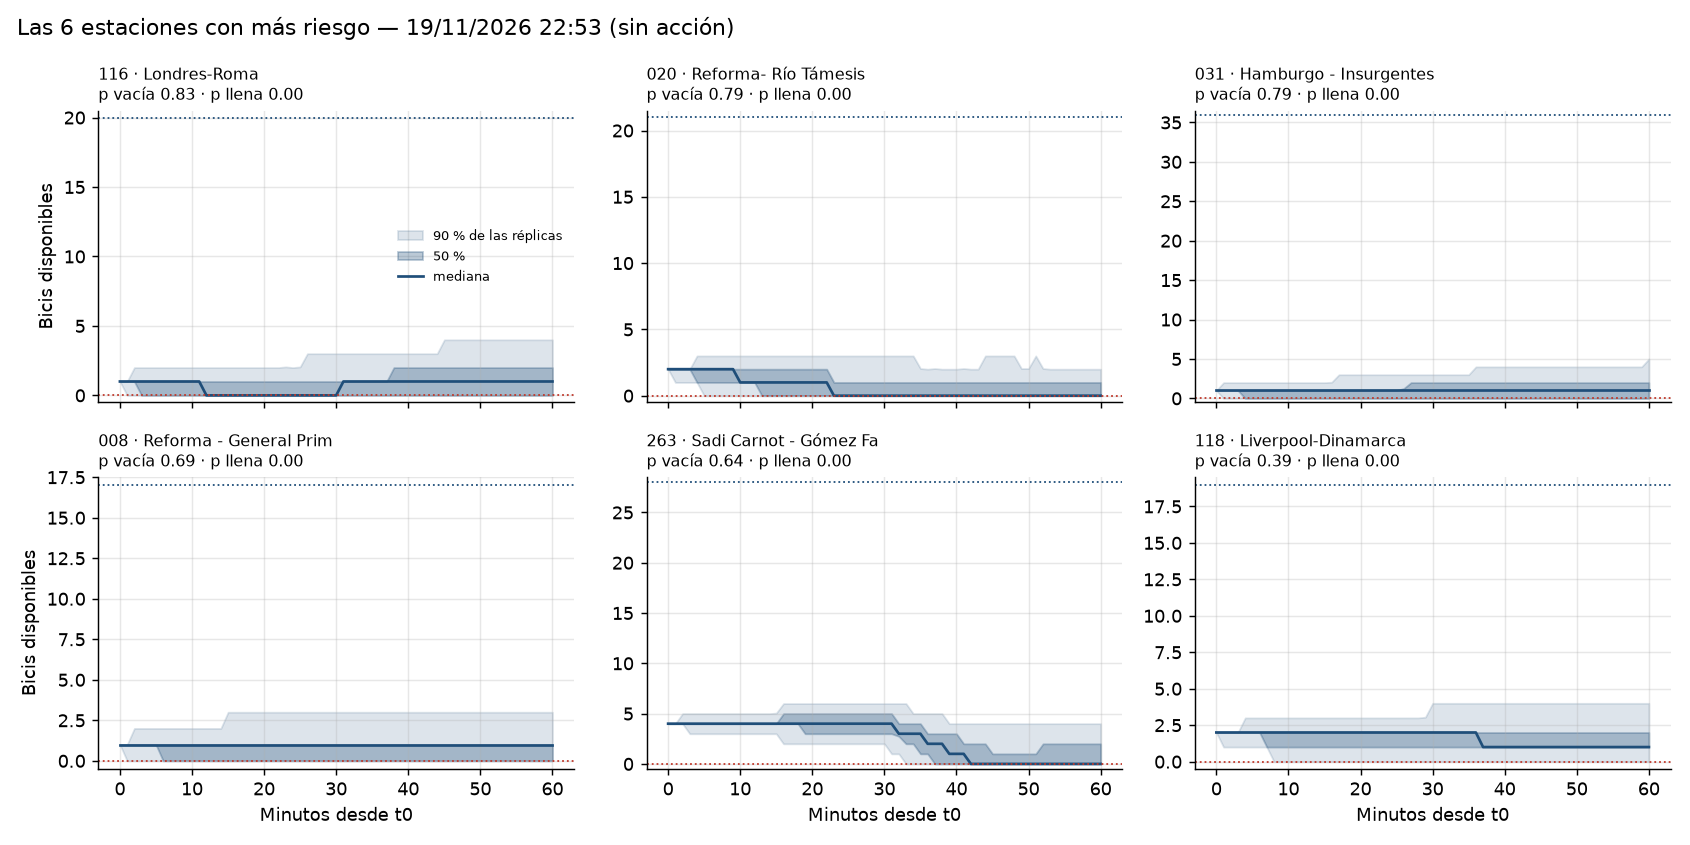 Las 6 estaciones con más riesgo — 19/11/2026 22:53 (sin acción)
116 · Londres-Roma
p vacía 0.83 · p llena 0.00
20
15
10
5
0
Bicis disponibles
0 10 20 30 40 50 60
90 % de las réplicas
50 %
mediana
020 · Reforma- Río Támesis
p vacía 0.79 · p llena 0.00
20
15
10
5
0
031 · Hamburgo - Insurgentes
p vacía 0.79 · p llena 0.00
35
30
25
20
15
10
5
0
008 · Reforma - General Prim
p vacía 0.69 · p llena 0.00
17.5
15.0
12.5
10.0
7.5
5.0
2.5
0.0
Bicis disponibles
0 10 20 30 40 50 60
Minutos desde t0
263 · Sadi Carnot - Gómez Fa
p vacía 0.64 · p llena 0.00
25
20
15
10
5
0
0 10 20 30 40 50 60
Minutos desde t0
118 · Liverpool-Dinamarca
p vacía 0.39 · p llena 0.00
17.5
15.0
12.5
10.0
7.5
5.0
2.5
0.0
0 10 20 30 40 50 60
Minutos desde t0